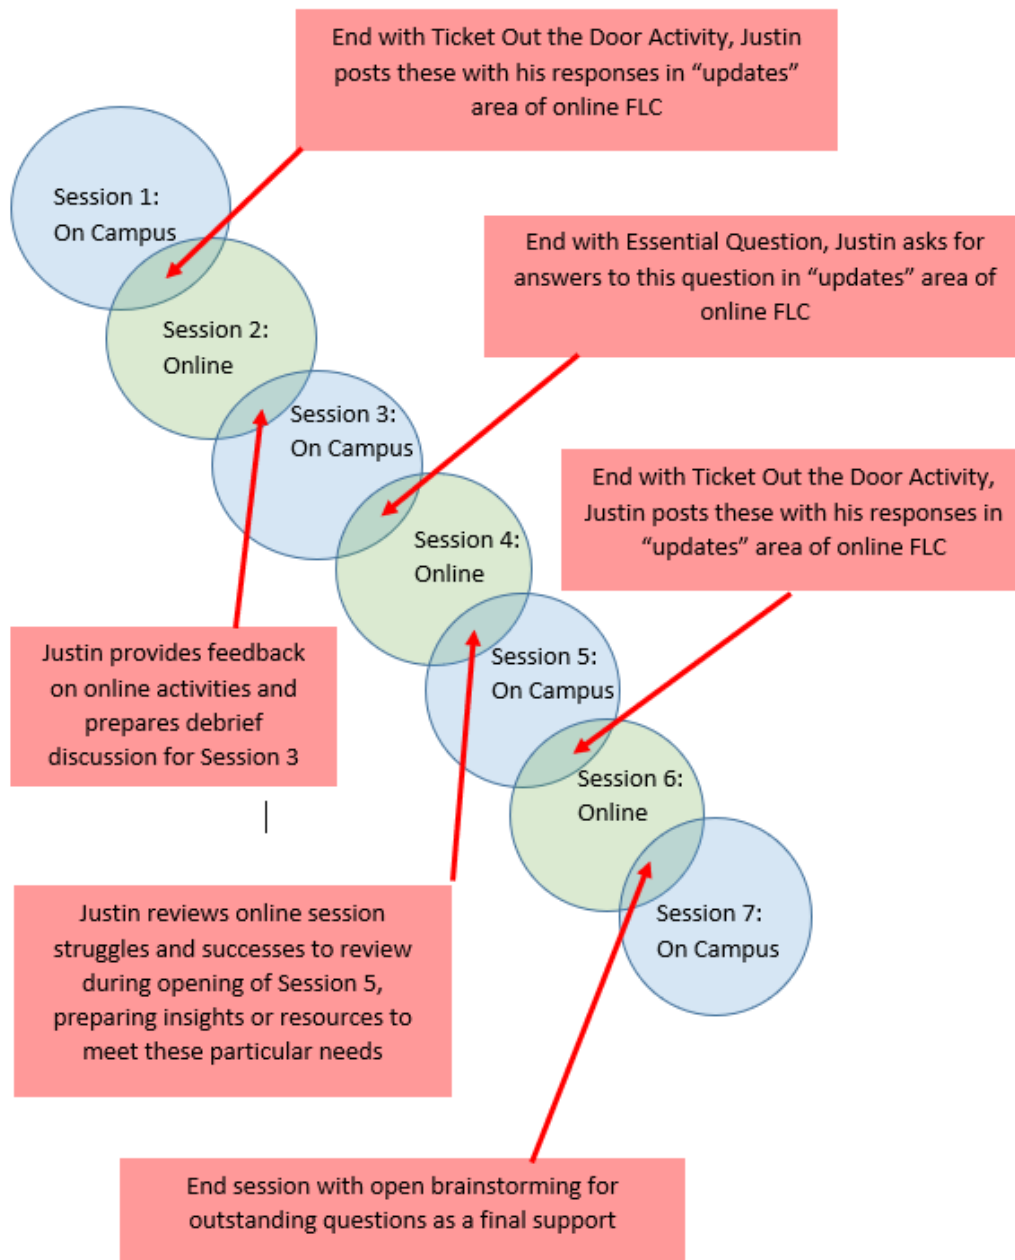 End with Ticket Out the Door Activity, Justin
posts these with his responses in “updates”
area of online FLC
Session 1:
On Campus
End with Essential Question, Justin asks for
answers to this question in “updates” area of
online FLC
Session 2:
Online
Session 3:
On Campus
End with Ticket Out the Door Activity,
Justin posts these with his responses in
“updates” area of online FLC
Session 4:
Online
Justin provides feedback
on online activities and
prepares debrief
discussion for Session 3
Session 5:
On Campus
Session 6:
Online
Justin reviews online session
struggles and successes to review
during opening of Session 5,
preparing insights or resources to
meet these particular needs
Session 7:
On Campus
End session with open brainstorming for
outstanding questions as a final support